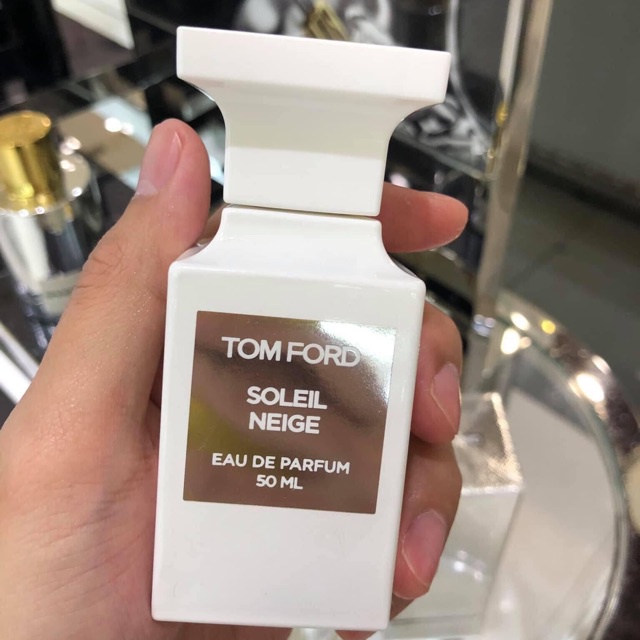 TOM FORD
SOLEIL
NEIGE
EAU DE PARFUM
50 ML